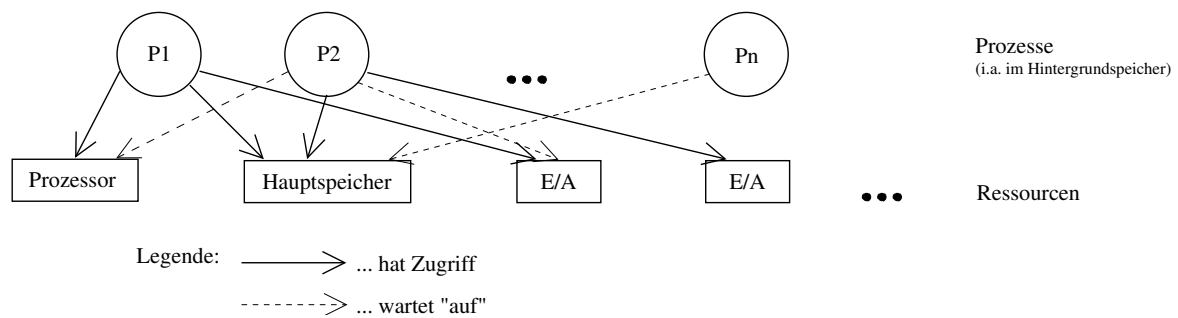 P1
P2
Pn
Prozesse
(i.a. im Hintergrundspeicher)
Prozessor
Hauptspeicher
E/A
E/A
Ressourcen
Legende:
... hat Zugriff
... wartet "auf"